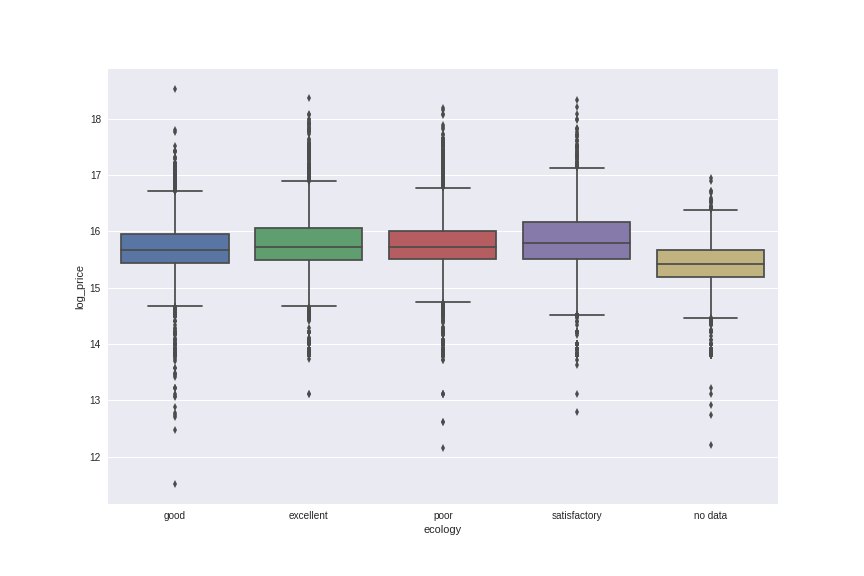 18
17
16
15
14
13
12
log_price
good excellent poor satisfactory no data
ecology